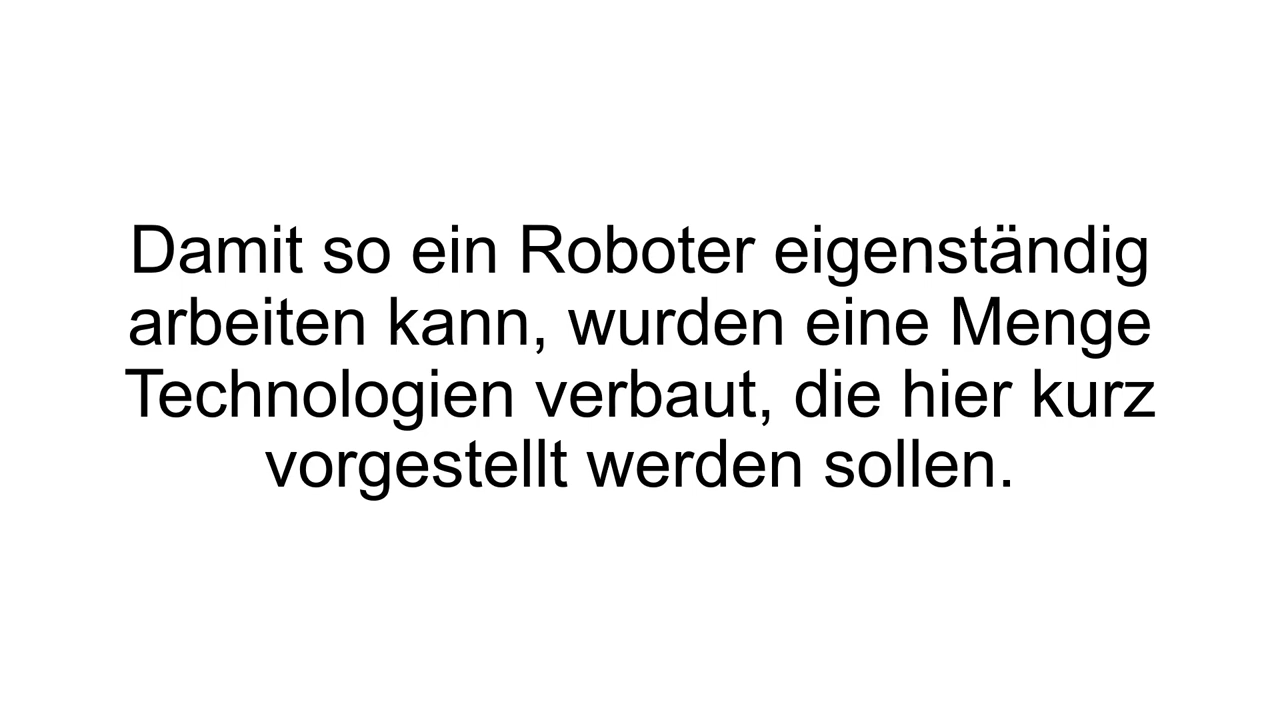 Damit so ein Roboter eigenständig
arbeiten kann, wurden eine Menge
Technologien verbaut, die hier kurz
vorgestellt werden sollen.